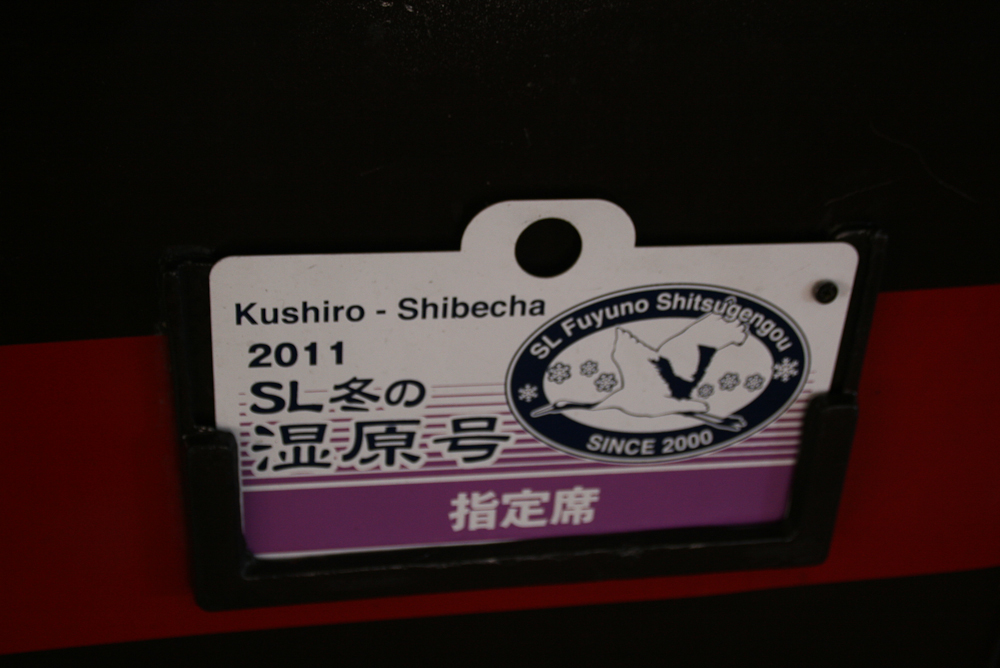 Kushiro - Shibecha
2011
SL冬の
湿原号
SL Fuyuno Shitsugengou
SINCE 2000
指定席